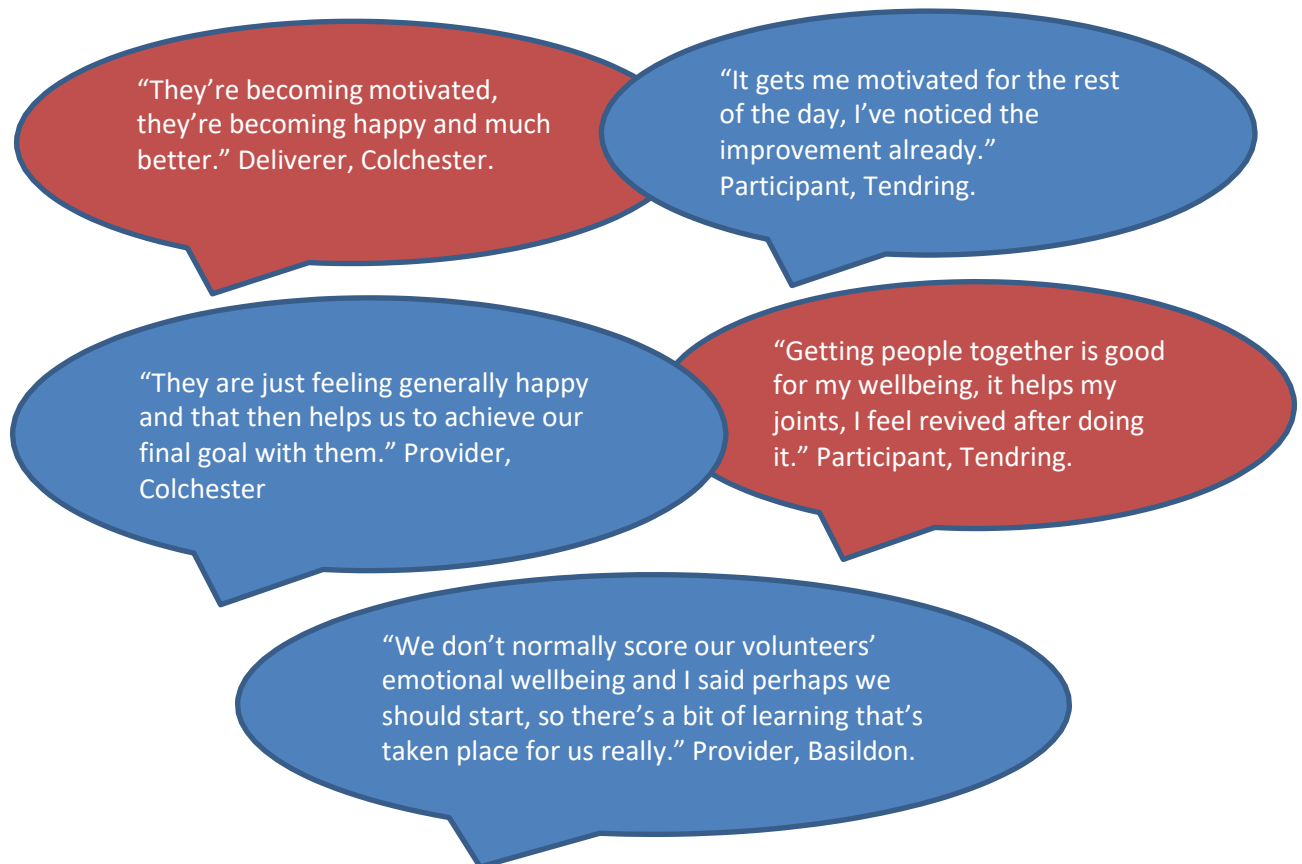 “They’re becoming motivated,
they’re becoming happy and much
better.” Deliverer, Colchester.
“It gets me motivated for the rest
of the day, I’ve noticed the
improvement already.”
Participant, Tendring.
“They are just feeling generally happy
and that then helps us to achieve our
final goal with them.” Provider,
Colchester
“Getting people together is good
for my wellbeing, it helps my
joints, I feel revived after doing
it.” Participant, Tendring.
“We don’t normally score our volunteers’
emotional wellbeing and I said perhaps we
should start, so there’s a bit of learning that’s
taken place for us really.” Provider, Basildon.